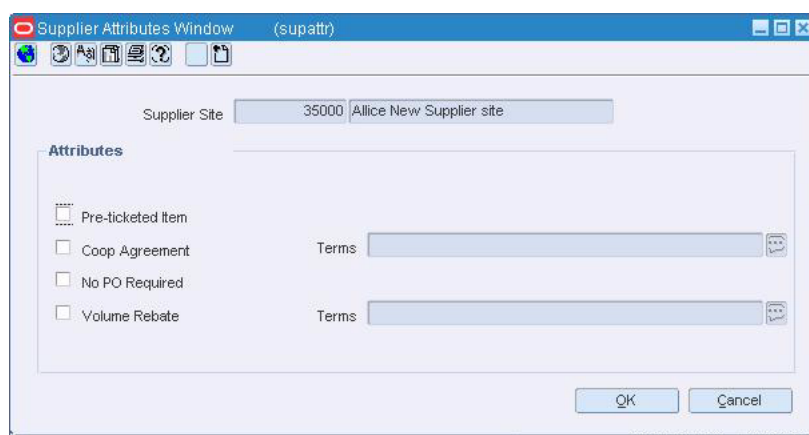 Supplier Attributes Window (supattr)
Supplier Site 35000 Allice New Supplier site
Attributes
Pre-ticketed Item
Coop Agreement Terms
No PO Required
Volume Rebate Terms
OK Cancel